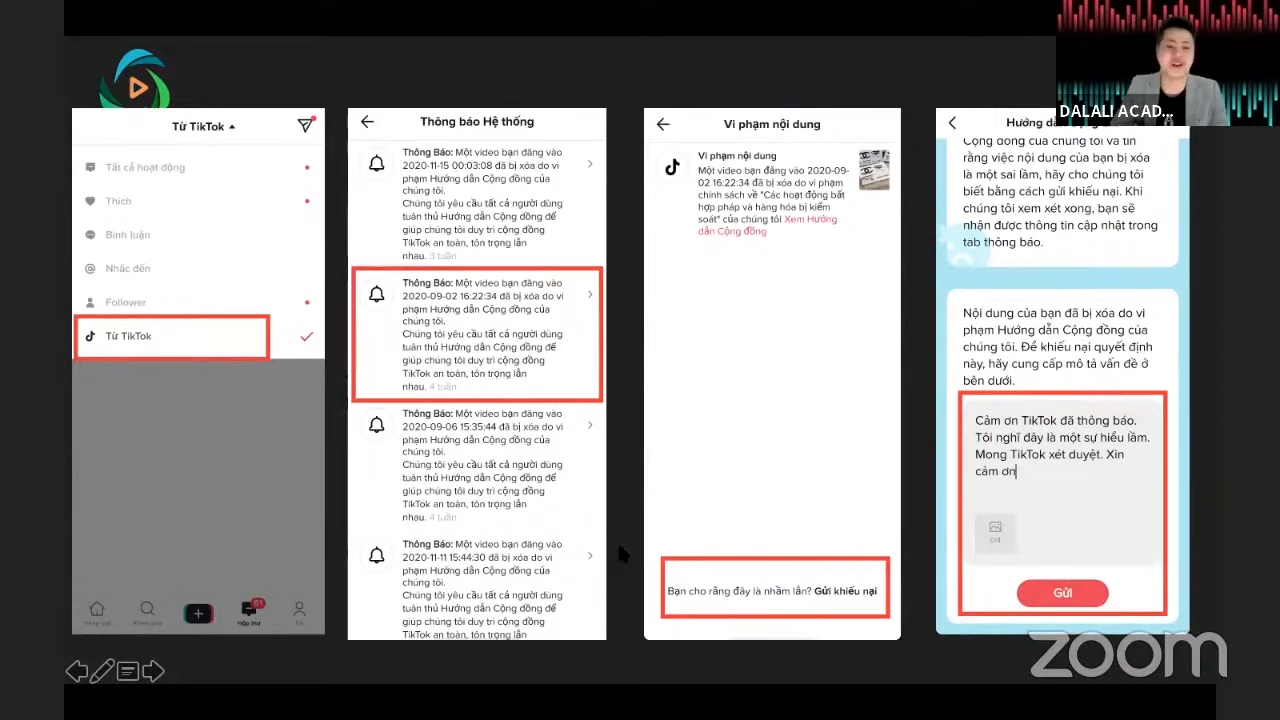 DALALI ACAD...
Từ TikTok
Tất cả hoạt động
Thích
Bình luận
Nhắc đến
Follower
Từ TikTok
61
Hộp thư
Thông báo Hệ thống
Thông Báo: Một video bạn đăng vào
2020-11-15 00:03:08 đã bị xóa do vi
phạm Hướng dẫn Cộng đồng của
chúng tôi.
Chúng tôi yêu cầu tất cả người dùng
tuân thủ Hướng dẫn Cộng đồng để
giúp chúng tôi duy trì cộng đồng
TikTok an toàn, tôn trọng lẫn
nhau. 3 tuần
Thông Báo: Một video bạn đăng vào
2020-09-02 16:22:34 đã bị xóa do vi
phạm Hướng dẫn Cộng đồng của
chúng tôi.
Chúng tôi yêu cầu tất cả người dùng
tuân thủ Hướng dẫn Cộng đồng để
giúp chúng tôi duy trì cộng đồng
TikTok an toàn, tôn trọng lẫn
nhau. 4 tuần
Thông Báo: Một video bạn đăng vào
2020-09-06 15:35:44 đã bị xóa do vi
phạm Hướng dẫn Cộng đồng của
chúng tôi.
Chúng tôi yêu cầu tất cả người dùng
tuân thủ Hướng dẫn Cộng đồng để
giúp chúng tôi duy trì cộng đồng
TikTok an toàn, tôn trọng lẫn
nhau. 4 tuần
Thông Báo: Một video bạn đăng vào
2020-11-11 15:44:30 đã bị xóa do vi
phạm Hướng dẫn Cộng đồng của
chúng tôi.
Chúng tôi yêu cầu tất cả người dùng
tuân thủ Hướng dẫn Cộng đồng để
giúp chúng tôi duy trì cộng đồng
TikTok an toàn, tôn trọng lẫn
Vi phạm nội dung
Vi phạm nội dung
Một video bạn đăng vào 2020-09-
02 16:22:34 đã bị xóa do vi phạm
chính sách về "Các hoạt động bất
hợp pháp và hàng hóa bị kiểm
soát" của chúng tôi Xem Hướng
dẫn Cộng đồng
Bạn cho rằng đây là nhầm lẫn? Gửi khiếu nại
Cộng đồng của chúng tôi và tin
rằng việc nội dung của bạn bị xóa
là một sai lầm, hãy cho chúng tôi
biết bằng cách gửi khiếu nại. Khi
chúng tôi xem xét xong, bạn sẽ
nhận được thông tin cập nhật trong
tab thông báo.
Nội dung của bạn đã bị xóa do vi
phạm Hướng dẫn Cộng đồng của
chúng tôi. Để khiếu nại quyết định
này, hãy cung cấp mô tả vấn đề ở
bên dưới.
Cảm ơn TikTok đã thông báo.
Tôi nghĩ đây là một sự hiểu lầm.
Mong TikTok xét duyệt. Xin
cảm ơn
0/4
Gửi
zoom